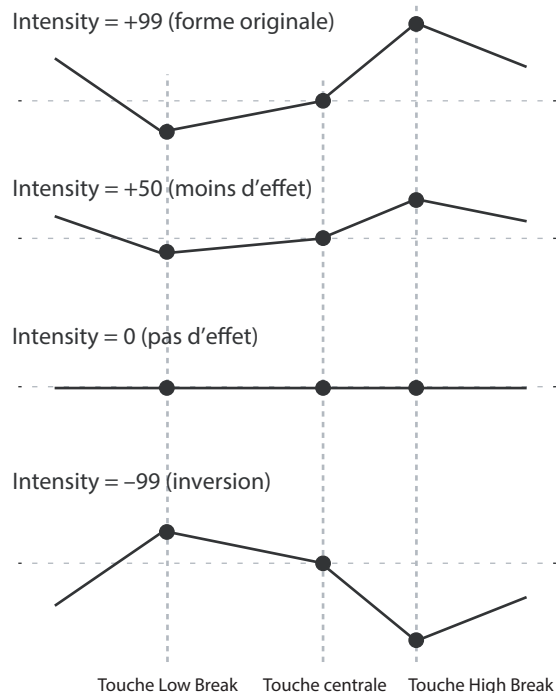 Intensity = +99 (forme originale)
Intensity = +50 (moins d'effet)
Intensity = 0 (pas d'effet)
Intensity = –99 (inversion)
Touche Low Break Touche centrale Touche High Break